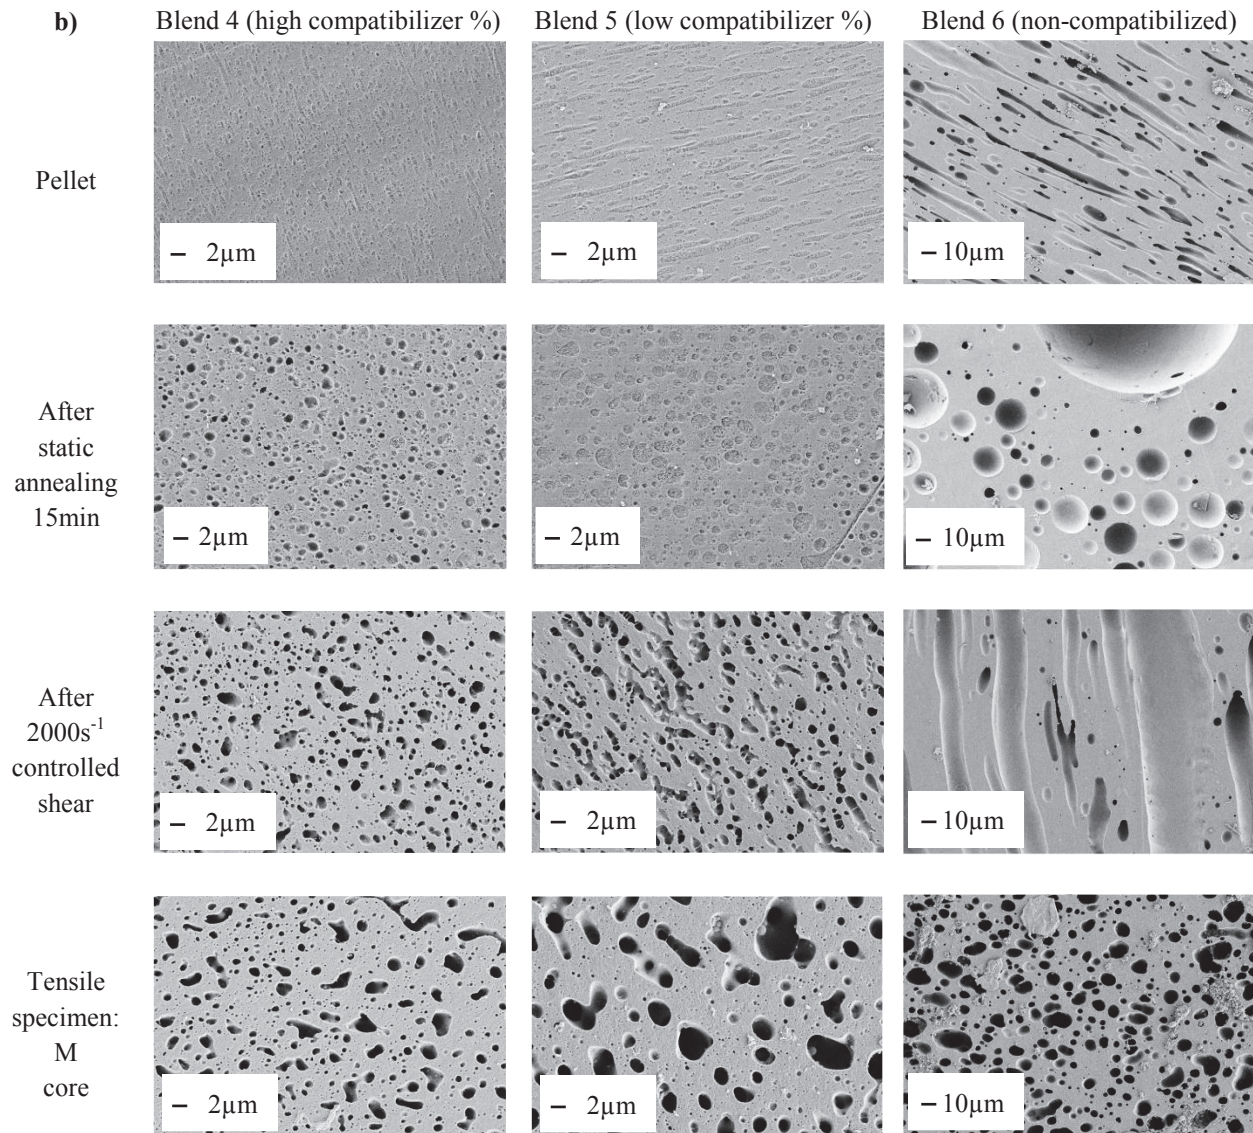 b)
Blend 4 (high compatibilizer %)
Blend 5 (low compatibilizer %)
Blend 6 (non-compatibilized)
Pellet
2µm
2µm
10µm
After
static
annealing
15min
2µm
2µm
10µm
After
2000s⁻¹
controlled
shear
2µm
2µm
10µm
Tensile
specimen:
M
core
2µm
2µm
10µm